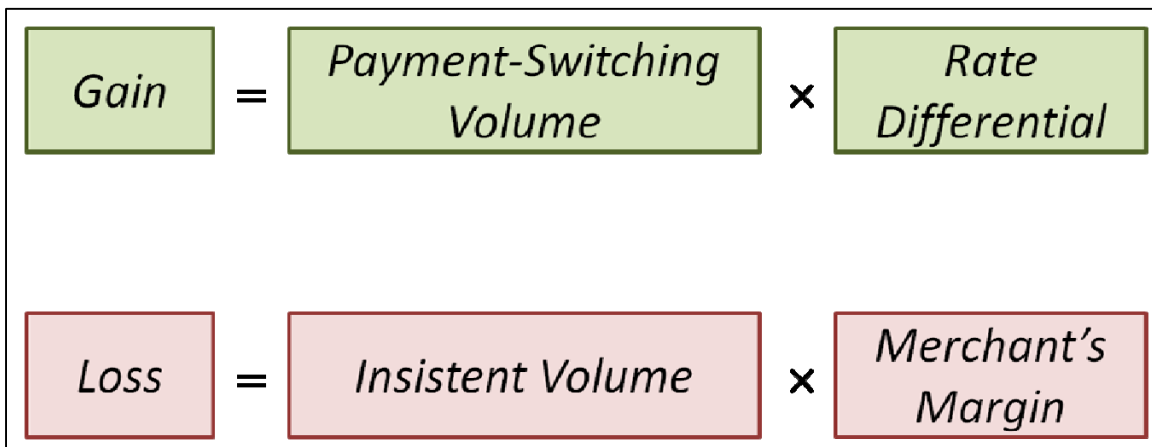 Gain = Payment-Switching Volume × Rate Differential
Loss = Insistent Volume × Merchant's Margin